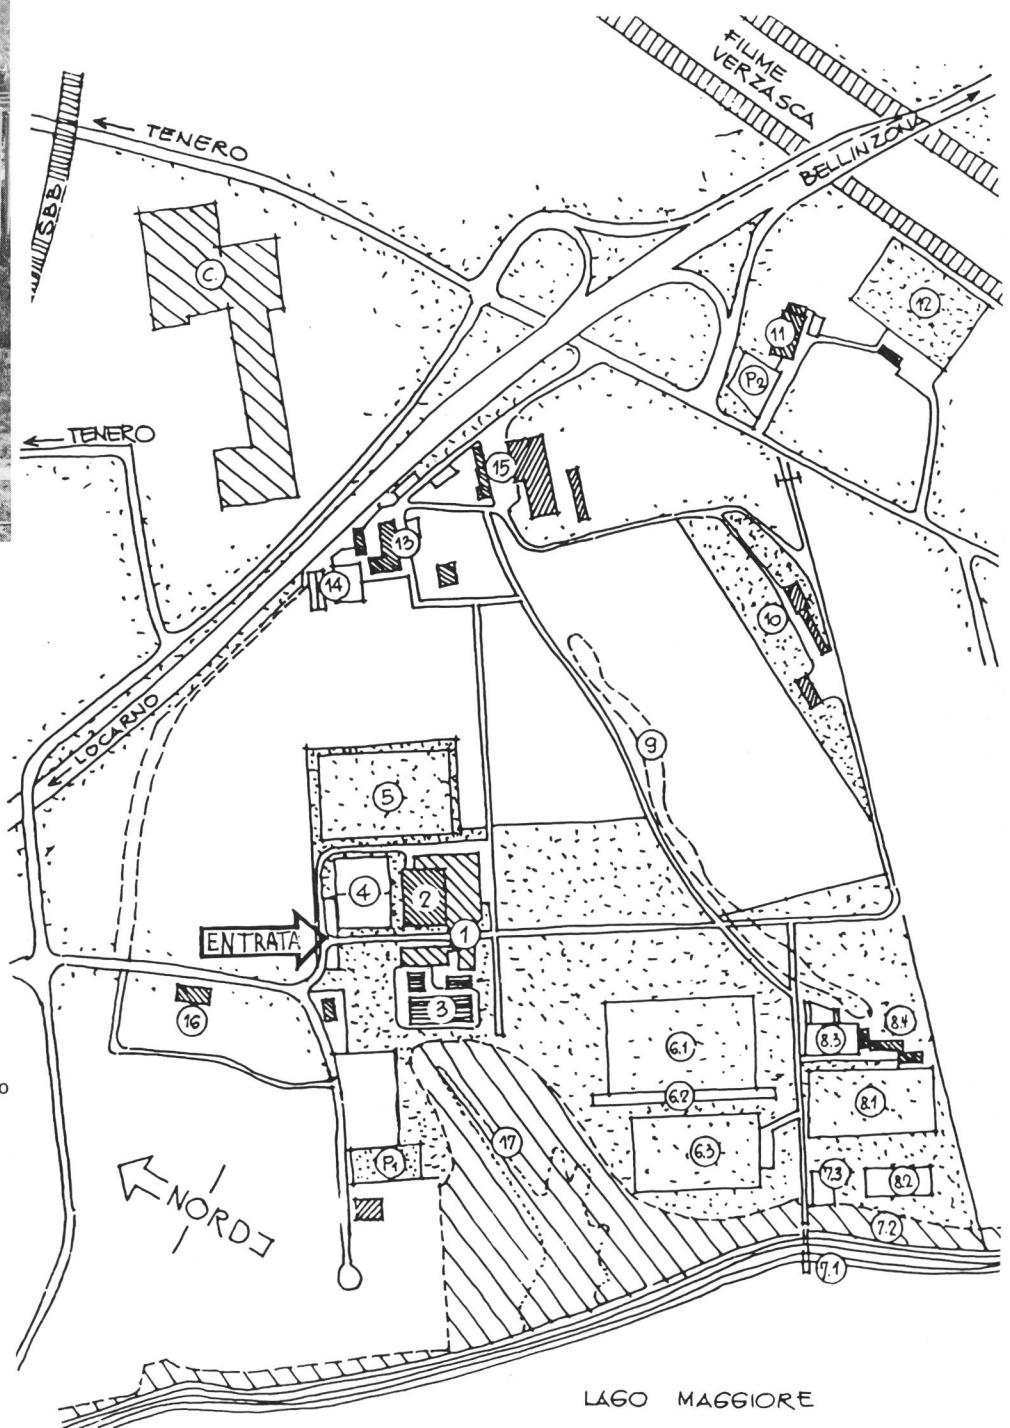 FIUME
VERZASCA
TENERO
BELLINZONA
SBB
C.
12
11
P2
TENERO
15
13
14
10
LOCARNO
9
5
4
2
ENTRATA
1
3
16
6.1
8.3
8.4
6.2
8.1
17
6.3
P1
7.3
8.2
NORD
7.2
7.1
o
LAGO MAGGIORE